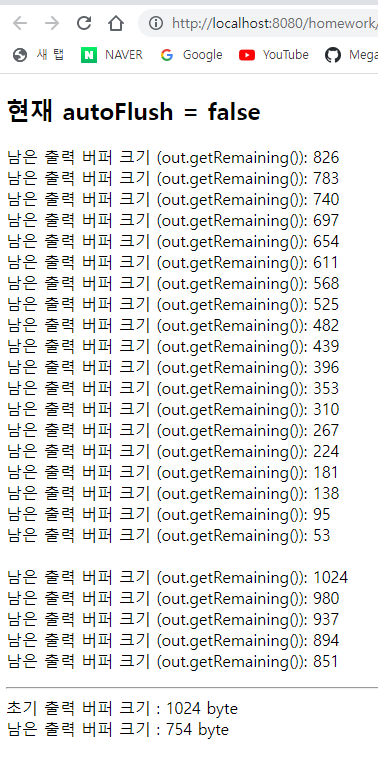 http://localhost:8080/homework/
새 탭 NAVER Google YouTube Mega
현재 autoFlush = false
남은 출력 버퍼 크기 (out.getRemaining()): 826
남은 출력 버퍼 크기 (out.getRemaining()): 783
남은 출력 버퍼 크기 (out.getRemaining()): 740
남은 출력 버퍼 크기 (out.getRemaining()): 697
남은 출력 버퍼 크기 (out.getRemaining()): 654
남은 출력 버퍼 크기 (out.getRemaining()): 611
남은 출력 버퍼 크기 (out.getRemaining()): 568
남은 출력 버퍼 크기 (out.getRemaining()): 525
남은 출력 버퍼 크기 (out.getRemaining()): 482
남은 출력 버퍼 크기 (out.getRemaining()): 439
남은 출력 버퍼 크기 (out.getRemaining()): 396
남은 출력 버퍼 크기 (out.getRemaining()): 353
남은 출력 버퍼 크기 (out.getRemaining()): 310
남은 출력 버퍼 크기 (out.getRemaining()): 267
남은 출력 버퍼 크기 (out.getRemaining()): 224
남은 출력 버퍼 크기 (out.getRemaining()): 181
남은 출력 버퍼 크기 (out.getRemaining()): 138
남은 출력 버퍼 크기 (out.getRemaining()): 95
남은 출력 버퍼 크기 (out.getRemaining()): 53
남은 출력 버퍼 크기 (out.getRemaining()): 1024
남은 출력 버퍼 크기 (out.getRemaining()): 980
남은 출력 버퍼 크기 (out.getRemaining()): 937
남은 출력 버퍼 크기 (out.getRemaining()): 894
남은 출력 버퍼 크기 (out.getRemaining()): 851
초기 출력 버퍼 크기 : 1024 byte
남은 출력 버퍼 크기 : 754 byte